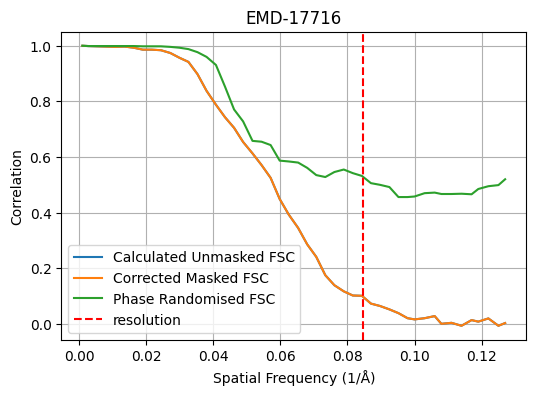 EMD-17716
1.0
0.8
0.6
0.4
0.2
0.0
Correlation
Calculated Unmasked FSC
Corrected Masked FSC
Phase Randomised FSC
resolution
0.00 0.02 0.04 0.06 0.08 0.10 0.12
Spatial Frequency (1/Å)